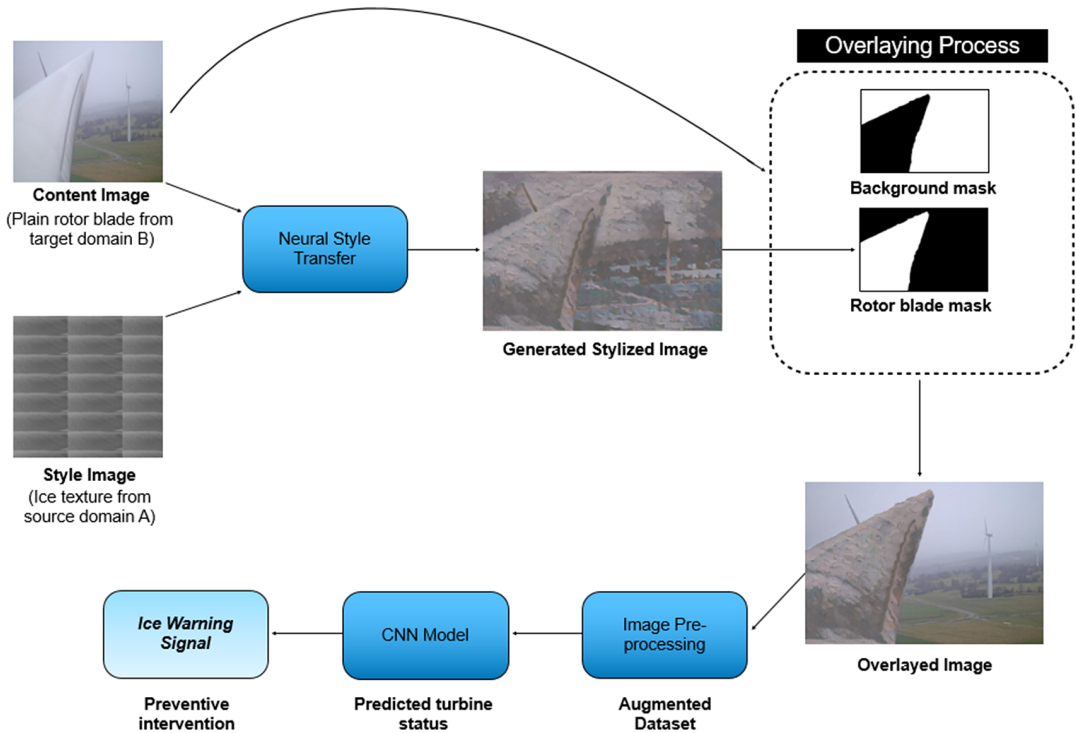 Overlaying Process
Content Image
(Plain rotor blade from
target domain B)
Neural Style
Transfer
Background mask
Rotor blade mask
Generated Stylized Image
Style Image
(Ice texture from
source domain A)
Overlayed Image
Ice Warning
Signal
CNN Model
Image Pre-
processing
Preventive
intervention
Predicted turbine
status
Augmented
Dataset